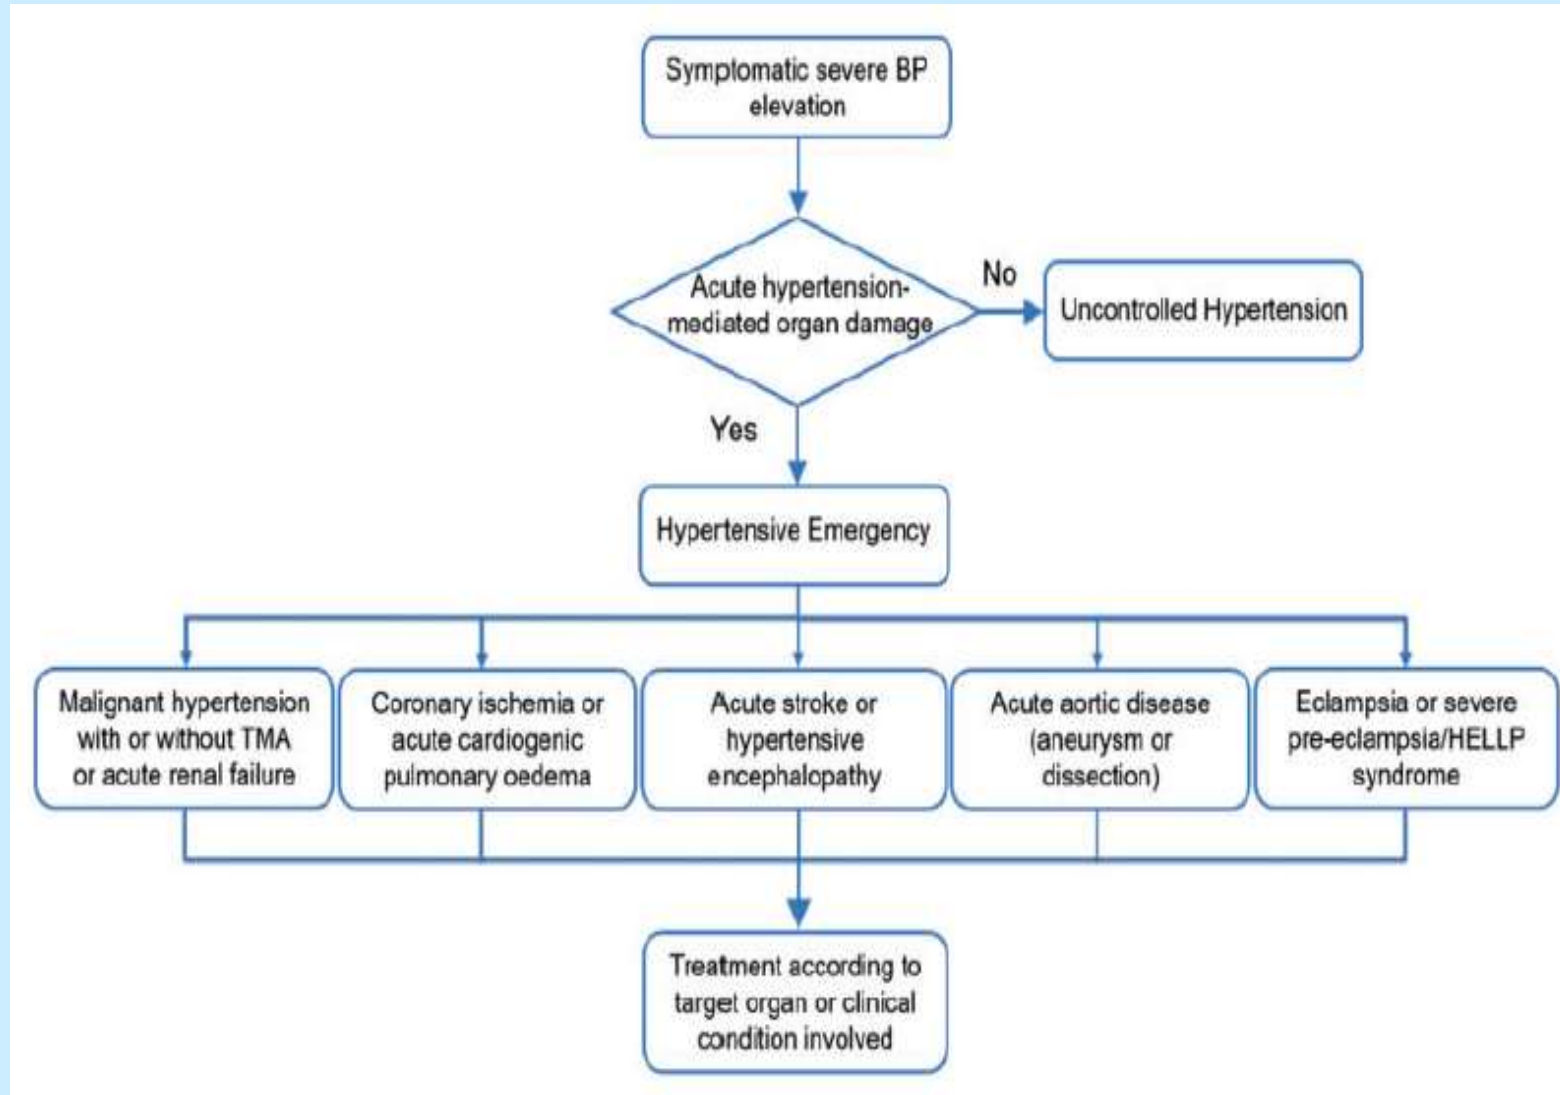 Symptomatic severe BP
elevation
Acute hypertension-
mediated organ damage
No
Uncontrolled Hypertension
Yes
Hypertensive Emergency
Malignant hypertension
with or without TMA
or acute renal failure
Coronary ischemia or
acute cardiogenic
pulmonary oedema
Acute stroke or
hypertensive
encephalopathy
Acute aortic disease
(aneurysm or
dissection)
Eclampsia or severe
pre-eclampsia/HELLP
syndrome
Treatment according to
target organ or clinical
condition involved